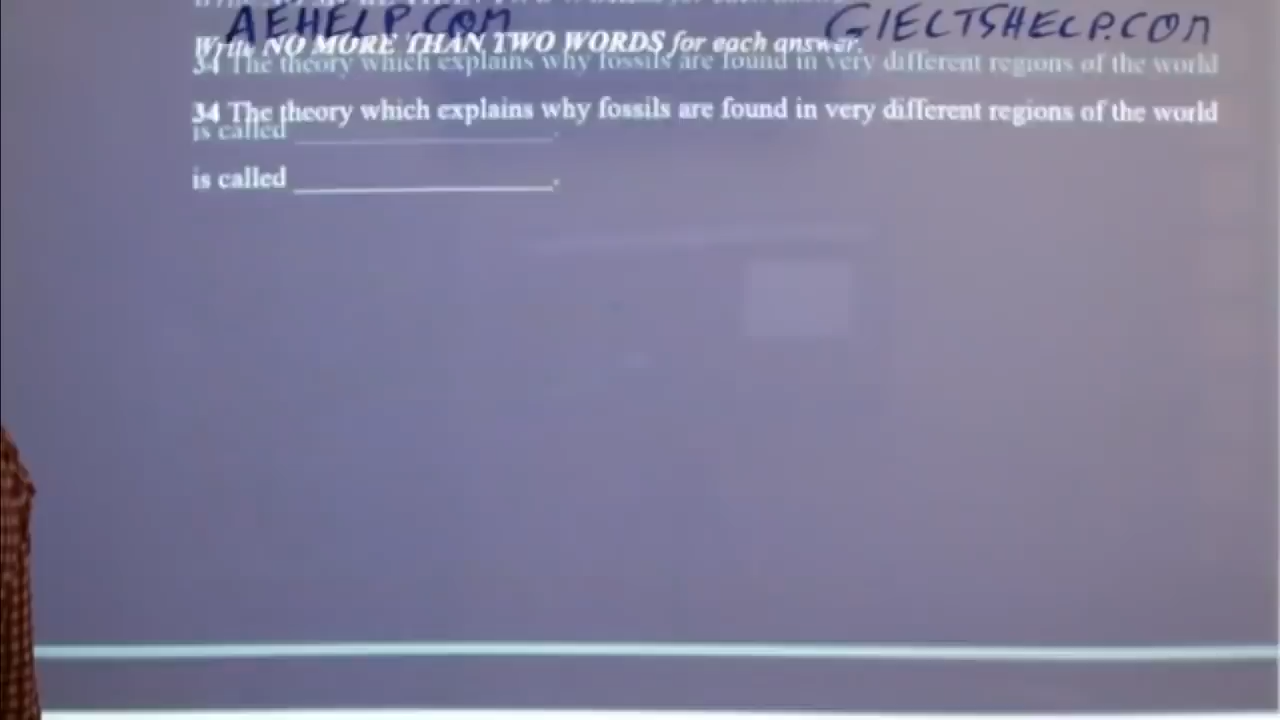 AEHELP.COM
GIELTSHELP.COM
Write NO MORE THAN TWO WORDS for each answer.
34 The theory which explains why fossils are found in very different regions of the world
34 The theory which explains why fossils are found in very different regions of the world
is called ____________________.
is called ____________________.